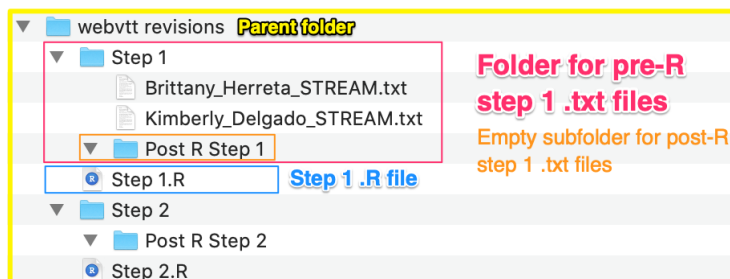 webvtt revisions Parent folder
Step 1
Brittany_Herreta_STREAM.txt
Kimberly_Delgado_STREAM.txt
Post R Step 1
Folder for pre-R
step 1 .txt files
Empty subfolder for post-R
step 1 .txt files
Step 1.R Step 1 .R file
Step 2
Post R Step 2
Step 2.R